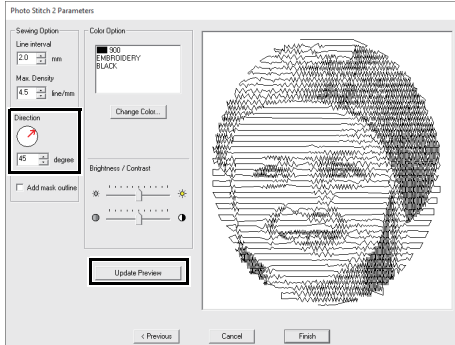 Photo Stitch 2 Parameters
Sewing Option
Line interval
2.0 mm
Max. Density
4.5 line/mm
Direction
45 degree
Add mask outline
Color Option
900
EMBROIDERY
BLACK
Change Color...
Brightness / Contrast
Update Preview
< Previous
Cancel
Finish